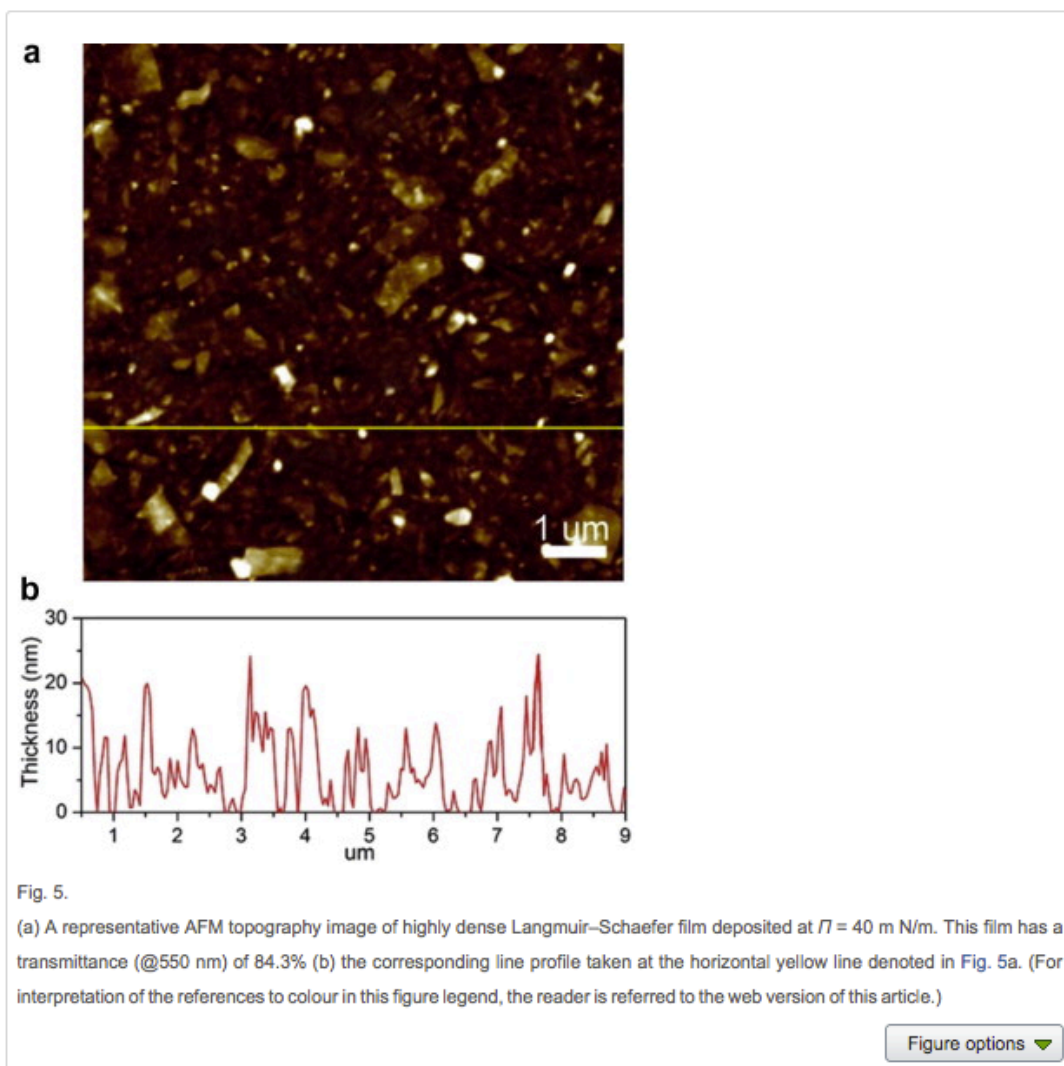 a
1 um
b
Thickness (nm)
30
20
10
0
1 2 3 4 5 6 7 8 9
um
Fig. 5.
(a) A representative AFM topography image of highly dense Langmuir–Schaefer film deposited at Π = 40 m N/m. This film has a
transmittance (@550 nm) of 84.3% (b) the corresponding line profile taken at the horizontal yellow line denoted in Fig. 5a. (For
interpretation of the references to colour in this figure legend, the reader is referred to the web version of this article.)
Figure options